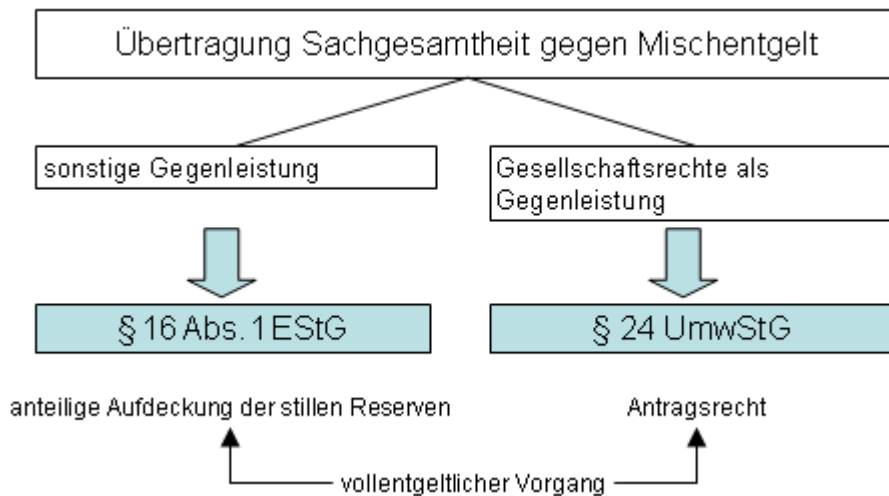 Übertragung Sachgesamtheit gegen Mischentgelt
sonstige Gegenleistung
Gesellschaftsrechte als
Gegenleistung
§ 16 Abs. 1 EStG
§ 24 UmwStG
anteilige Aufdeckung der stillen Reserven
Antragsrecht
vollentgeltlicher Vorgang